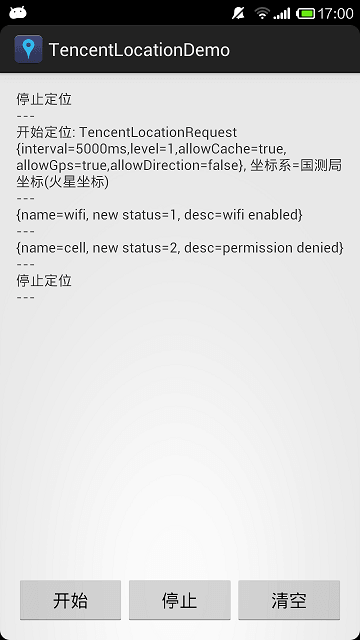 17:00
TencentLocationDemo
停止定位
---
开始定位: TencentLocationRequest
{interval=5000ms,level=1,allowCache=true,
allowGps=true,allowDirection=false}, 坐标系=国测局
坐标(火星坐标)
---
{name=wifi, new status=1, desc=wifi enabled}
---
{name=cell, new status=2, desc=permission denied}
---
停止定位
---
开始
停止
清空